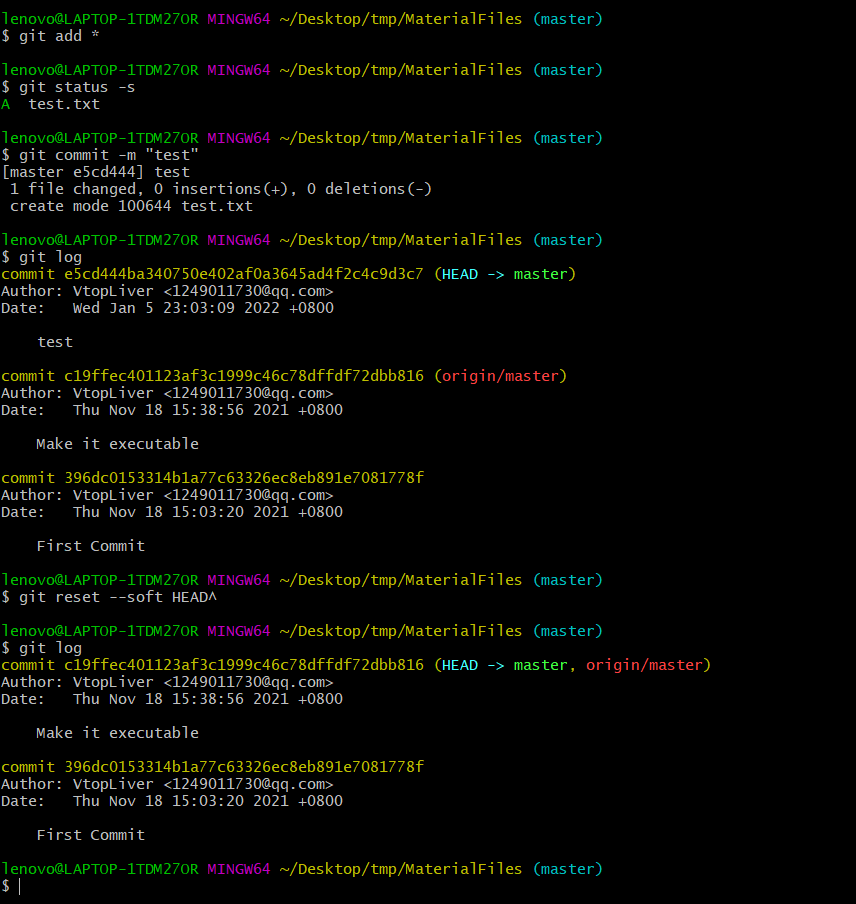 lenovo@LAPTOP-1TDM27OR MINGW64 ~/Desktop/tmp/MaterialFiles (master)
$ git add *
lenovo@LAPTOP-1TDM27OR MINGW64 ~/Desktop/tmp/MaterialFiles (master)
$ git status -s
A  test.txt
lenovo@LAPTOP-1TDM27OR MINGW64 ~/Desktop/tmp/MaterialFiles (master)
$ git commit -m "test"
[master e5cd444] test
 1 file changed, 0 insertions(+), 0 deletions(-)
 create mode 100644 test.txt
lenovo@LAPTOP-1TDM27OR MINGW64 ~/Desktop/tmp/MaterialFiles (master)
$ git log
commit e5cd444ba340750e402af0a3645ad4f2c4c9d3c7 (HEAD -> master)
Author: VtopLiver <1249011730@qq.com>
Date:   Wed Jan 5 23:03:09 2022 +0800
    test
commit c19ffec401123af3c1999c46c78dffdf72dbb816 (origin/master)
Author: VtopLiver <1249011730@qq.com>
Date:   Thu Nov 18 15:38:56 2021 +0800
    Make it executable
commit 396dc0153314b1a77c63326ec8eb891e7081778f
Author: VtopLiver <1249011730@qq.com>
Date:   Thu Nov 18 15:03:20 2021 +0800
    First Commit
lenovo@LAPTOP-1TDM27OR MINGW64 ~/Desktop/tmp/MaterialFiles (master)
$ git reset --soft HEAD^
lenovo@LAPTOP-1TDM27OR MINGW64 ~/Desktop/tmp/MaterialFiles (master)
$ git log
commit c19ffec401123af3c1999c46c78dffdf72dbb816 (HEAD -> master, origin/master)
Author: VtopLiver <1249011730@qq.com>
Date:   Thu Nov 18 15:38:56 2021 +0800
    Make it executable
commit 396dc0153314b1a77c63326ec8eb891e7081778f
Author: VtopLiver <1249011730@qq.com>
Date:   Thu Nov 18 15:03:20 2021 +0800
    First Commit
lenovo@LAPTOP-1TDM27OR MINGW64 ~/Desktop/tmp/MaterialFiles (master)
$